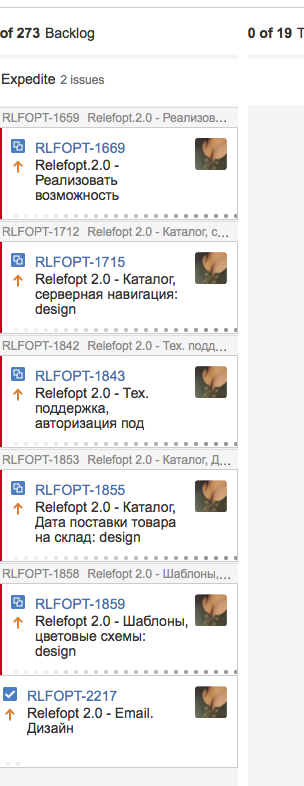 of 273 Backlog
0 of 19 T
Expedite 2 issues
RLFOPT-1659 Relefopt.2.0 - Реализов...
RLFOPT-1669
Relefopt.2.0 -
Реализовать
возможность
RLFOPT-1712 Relefopt 2.0 - Каталог, с...
RLFOPT-1715
Relefopt 2.0 - Каталог,
серверная навигация:
design
RLFOPT-1842 Relefopt 2.0 - Тех. подд...
RLFOPT-1843
Relefopt 2.0 - Тех.
поддержка,
авторизация под
RLFOPT-1853 Relefopt 2.0 - Каталог, Д...
RLFOPT-1855
Relefopt 2.0 - Каталог,
Дата поставки товара
на склад: design
RLFOPT-1858 Relefopt 2.0 - Шаблоны,...
RLFOPT-1859
Relefopt 2.0 - Шаблоны,
цветовые схемы:
design
RLFOPT-2217
Relefopt 2.0 - Email.
Дизайн